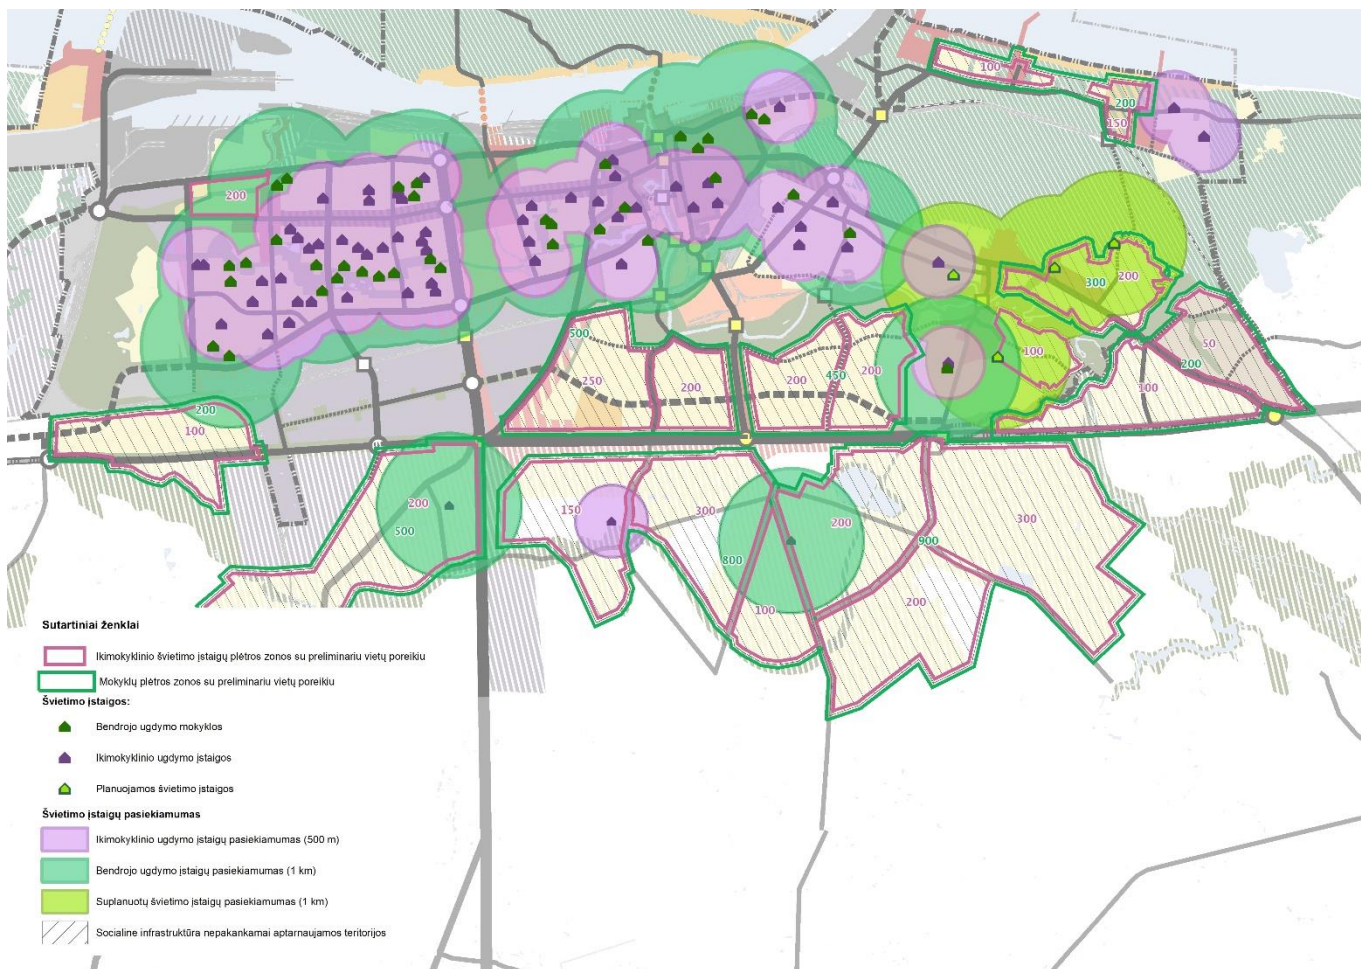 100
200
150
200
200
300
500
100
50
200
250
200
200
450
200
100
200
100
200
500
150
300
200
300
800
900
100
200
Sutartiniai ženklai
Ikimokyklinio švietimo įstaigų plėtros zonos su preliminariu vietų poreikiu
Mokyklų plėtros zonos su preliminariu vietų poreikiu
Švietimo įstaigos:
Bendrojo ugdymo mokyklos
Ikimokyklinio ugdymo įstaigos
Planuojamos švietimo įstaigos
Švietimo įstaigų pasiekiamumas
Ikimokyklinio ugdymo įstaigų pasiekiamumas (500 m)
Bendrojo ugdymo įstaigų pasiekiamumas (1 km)
Suplanuotų švietimo įstaigų pasiekiamumas (1 km)
Socialine infrastruktūra nepakankamai aptarnaujamos teritorijos